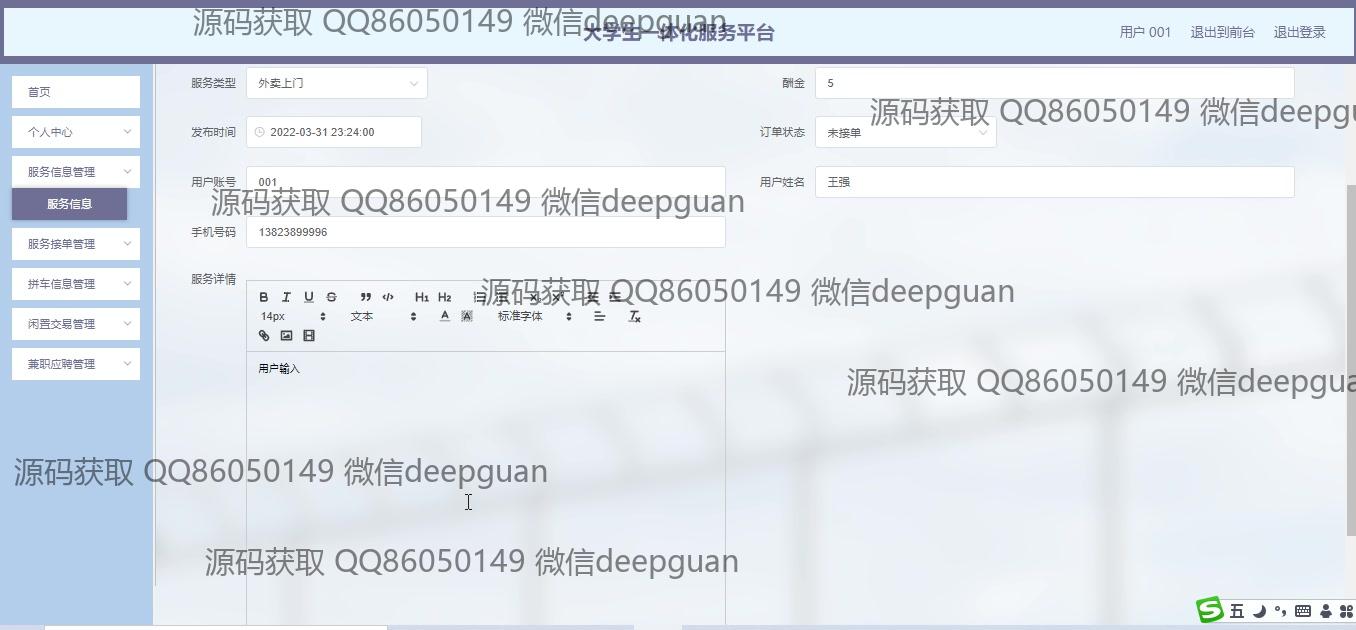 源码获取 QQ86050149 微信deepguan
大学生一体化服务平台
用户 001 退出到前台 退出登录
首页
个人中心
服务信息管理
服务信息
服务接单管理
拼车信息管理
闲置交易管理
兼职应聘管理
服务类型 外卖上门 酬金 5
源码获取 QQ86050149 微信deepgu
发布时间 2022-03-31 23:24:00 订单状态 未接单
用户账号 001 用户姓名 王强
源码获取 QQ86050149 微信deepguan
手机号码 13823899996
服务详情
源码获取 QQ86050149 微信deepguan
B I U S H1 H2
14px 文本 A A 标准字体
用户输入
源码获取 QQ86050149 微信deepgua
源码获取 QQ86050149 微信deepguan
源码获取 QQ86050149 微信deepguan
五